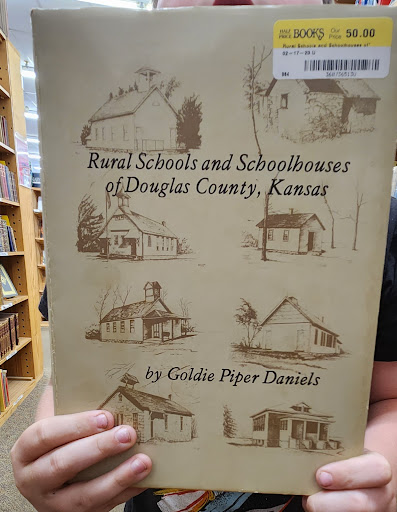 HALF PRICE BOOKS Our Price 50.00
Rural Schools and Schoolhouses of
Rural Schools and Schoolhouses
of Douglas County, Kansas
by Goldie Piper Daniels